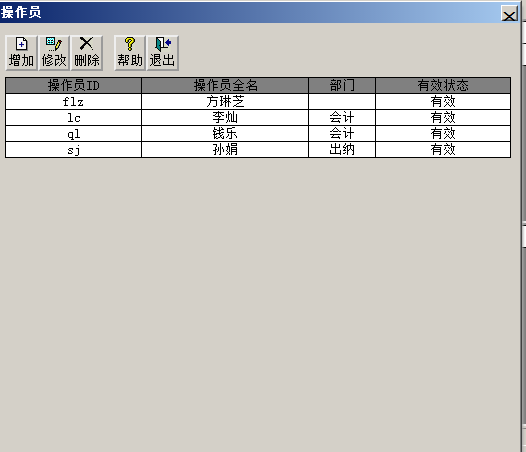 操作员
增加 修改 删除 帮助 退出
操作员ID 操作员全名 部门 有效状态
flz 方琳芝 有效
lc 李灿 会计 有效
ql 钱乐 会计 有效
sj 孙娟 出纳 有效